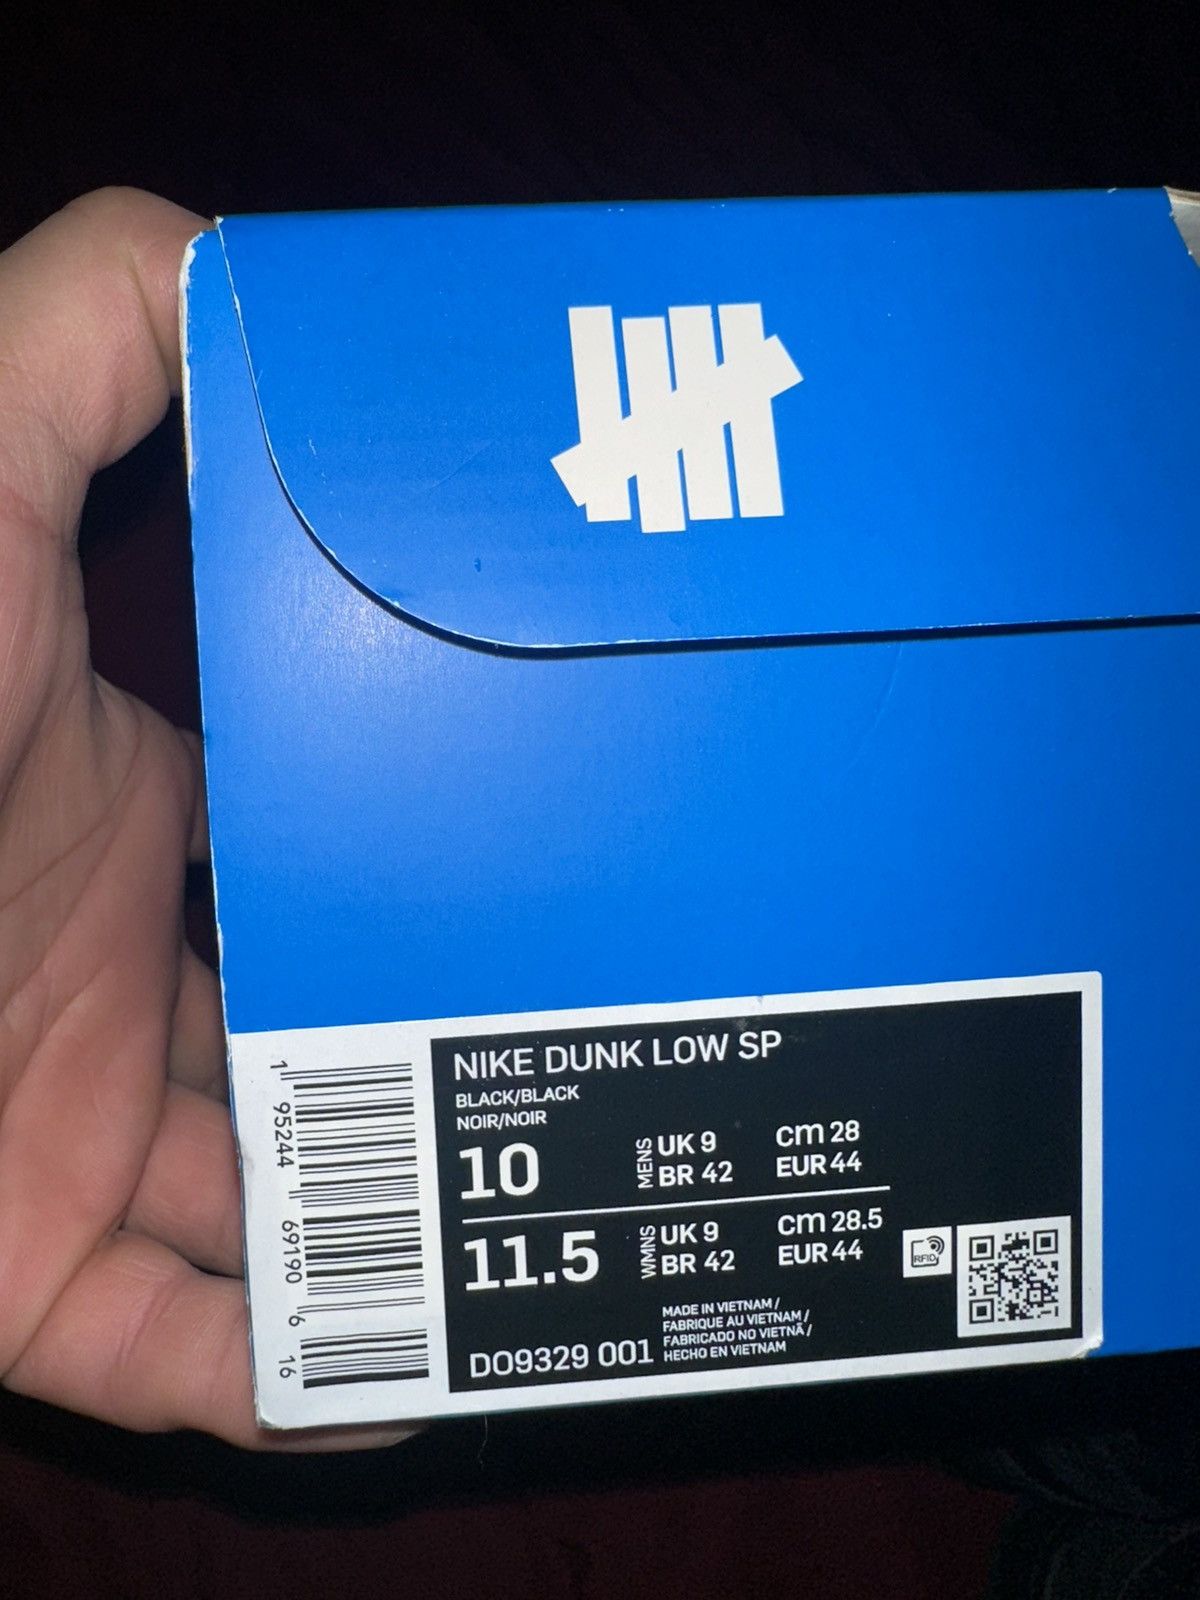 NIKE DUNK LOW SP
BLACK/BLACK
NOIR/NOIR
10 MENS UK 9 cm 28
BR 42 EUR 44
11.5 WMNS UK 9 cm 28.5
BR 42 EUR 44
RFID
MADE IN VIETNAM /
FABRIQUE AU VIETNAM /
FABRICADO NO VIETNÃ /
HECHO EN VIETNAM
DO9329 001
1 95244 69190 6 16